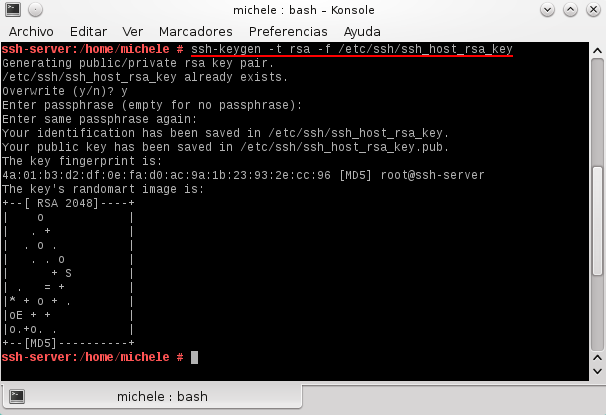 michele : bash – Konsole
Archivo Editar Ver Marcadores Preferencias Ayuda
ssh-server:/home/michele # ssh-keygen -t rsa -f /etc/ssh/ssh_host_rsa_key
Generating public/private rsa key pair.
/etc/ssh/ssh_host_rsa_key already exists.
Overwrite (y/n)? y
Enter passphrase (empty for no passphrase):
Enter same passphrase again:
Your identification has been saved in /etc/ssh/ssh_host_rsa_key.
Your public key has been saved in /etc/ssh/ssh_host_rsa_key.pub.
The key fingerprint is:
4a:01:b3:d2:df:0e:fa:d0:ac:9a:1b:23:93:2e:cc:96 [MD5] root@ssh-server
The key's randomart image is:
+--[ RSA 2048]----+
|    o            |
|   . +           |
|  . o .          |
|   . . o         |
|      + S        |
| .   = +         |
|* + o + .        |
|oE + +           |
|o.+o. .          |
+--[MD5]----------+
ssh-server:/home/michele #
michele : bash